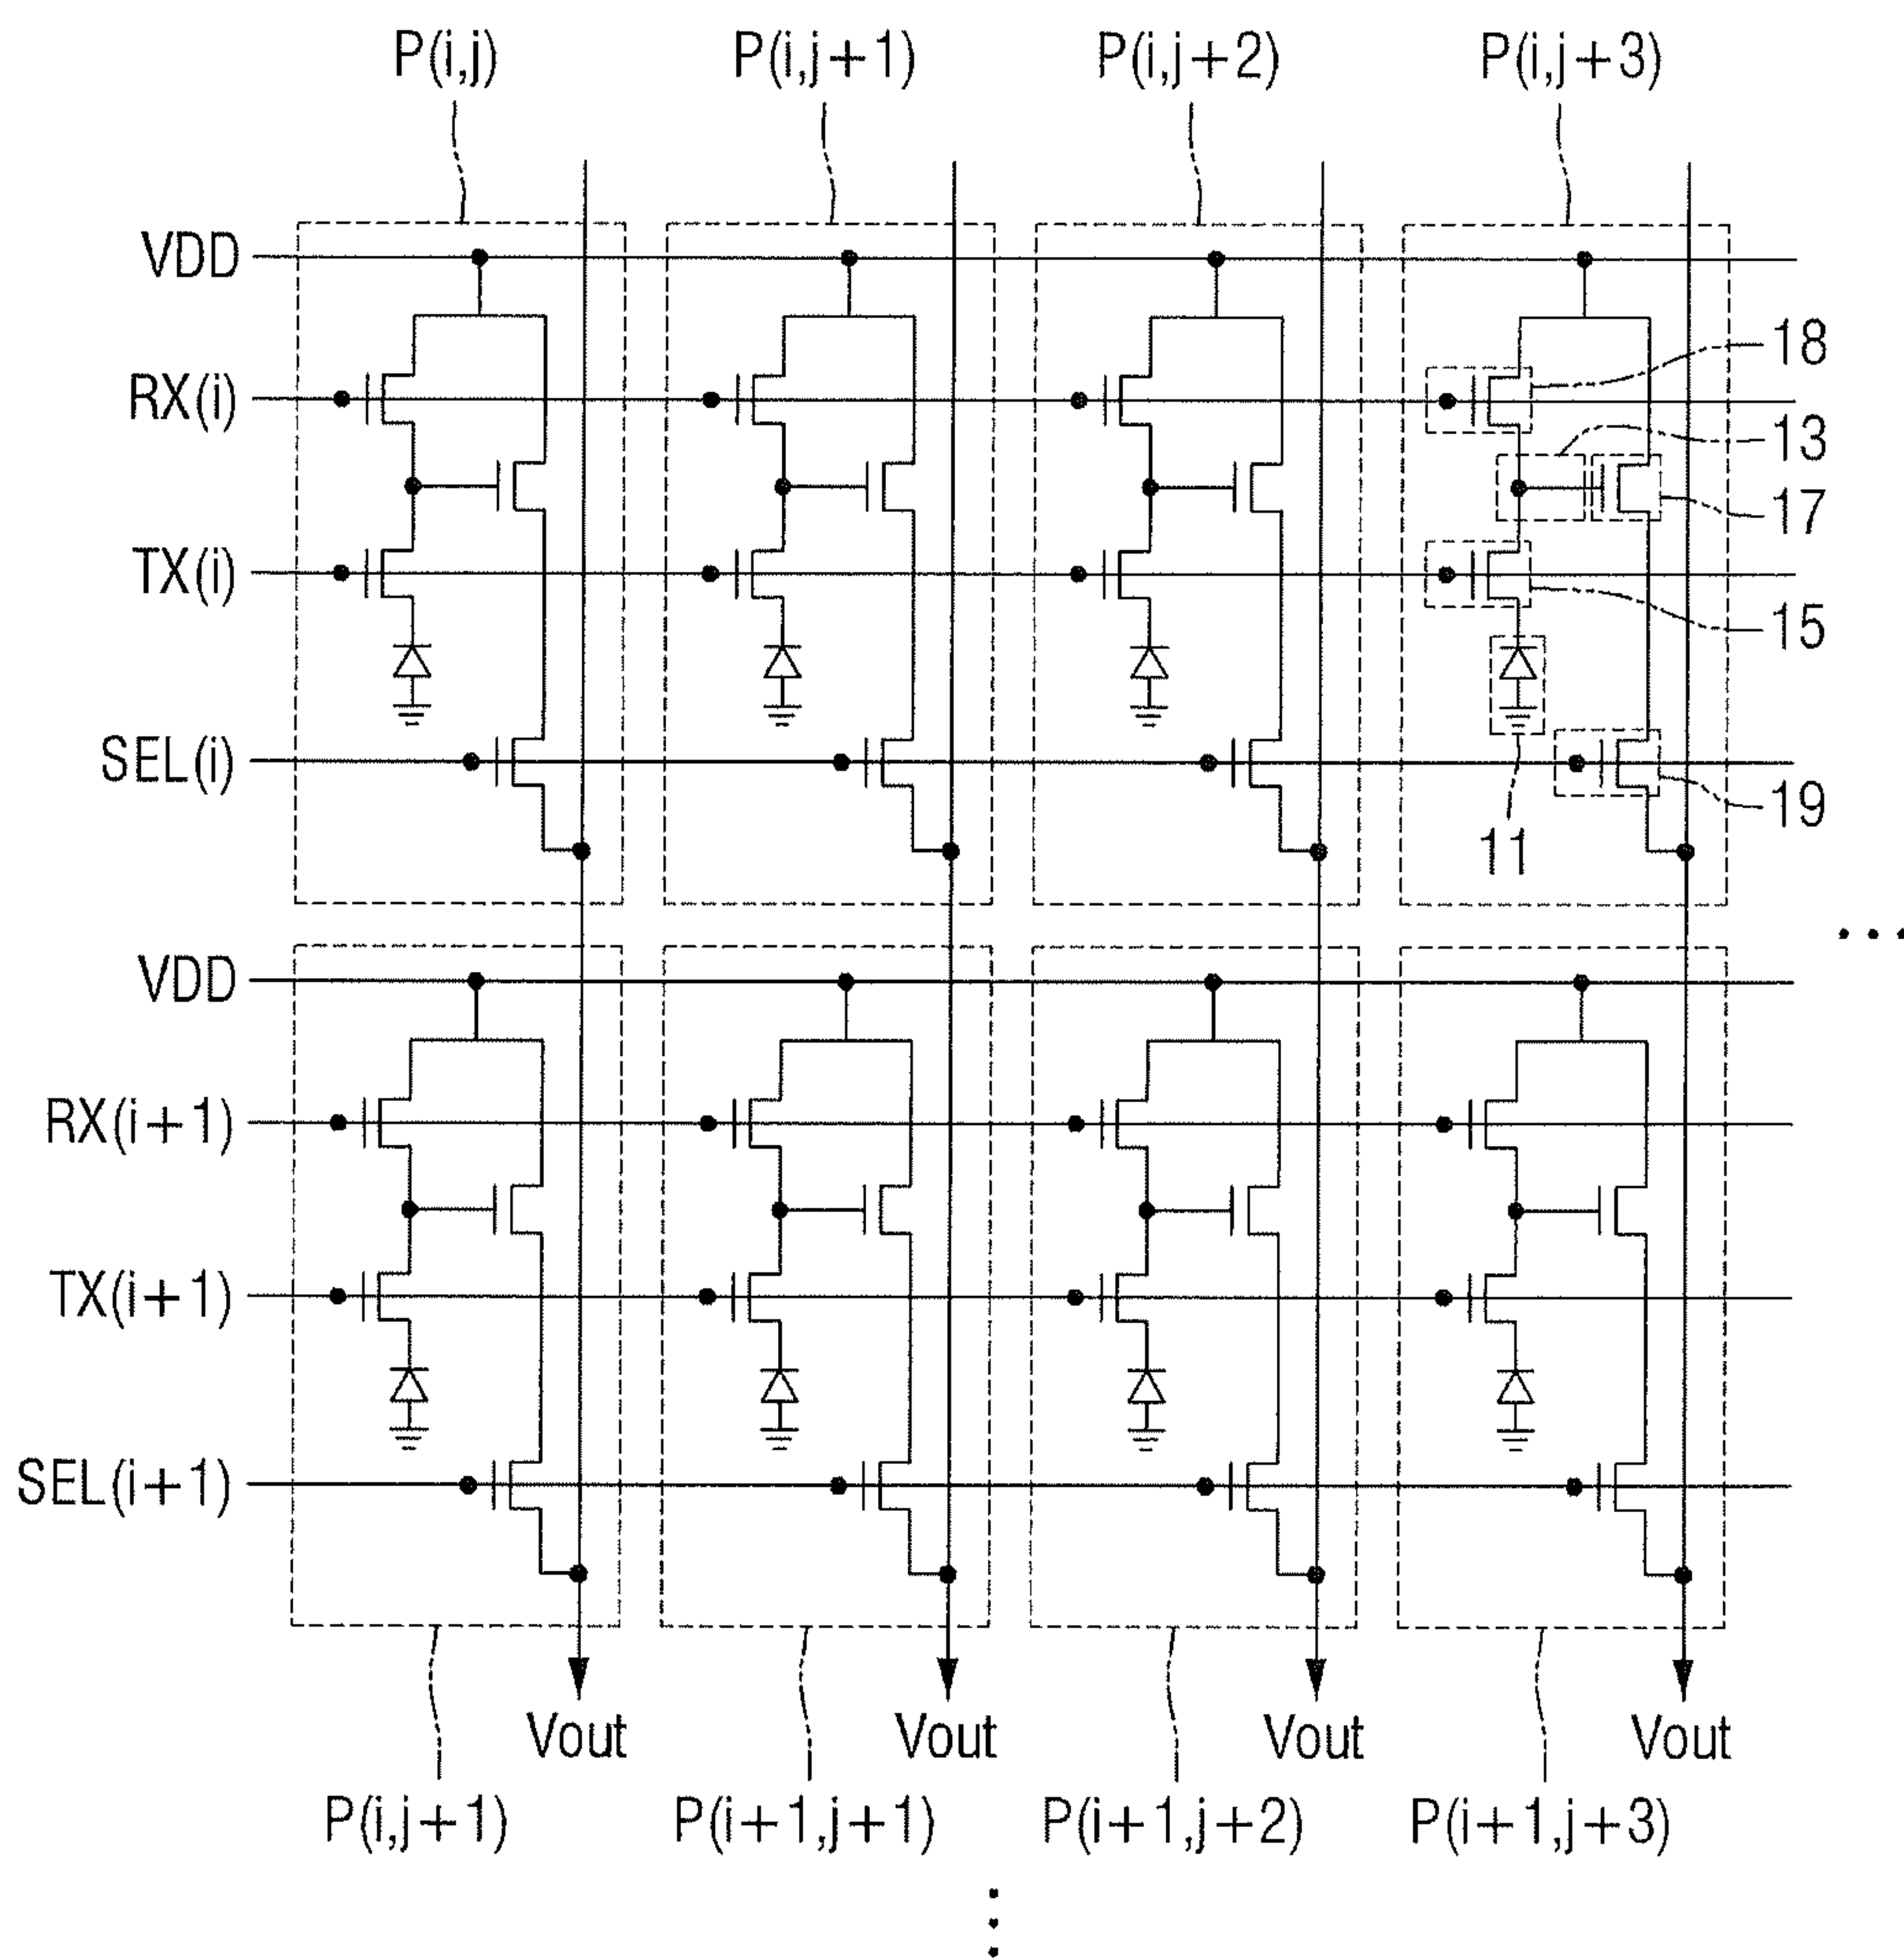 P(i,j) P(i,j+1) P(i,j+2) P(i,j+3)
VDD
18
RX(i)
13
17
TX(i)
15
SEL(i)
19
11
...
VDD
RX(i+1)
TX(i+1)
SEL(i+1)
Vout Vout Vout Vout
P(i,j+1) P(i+1,j+1) P(i+1,j+2) P(i+1,j+3)